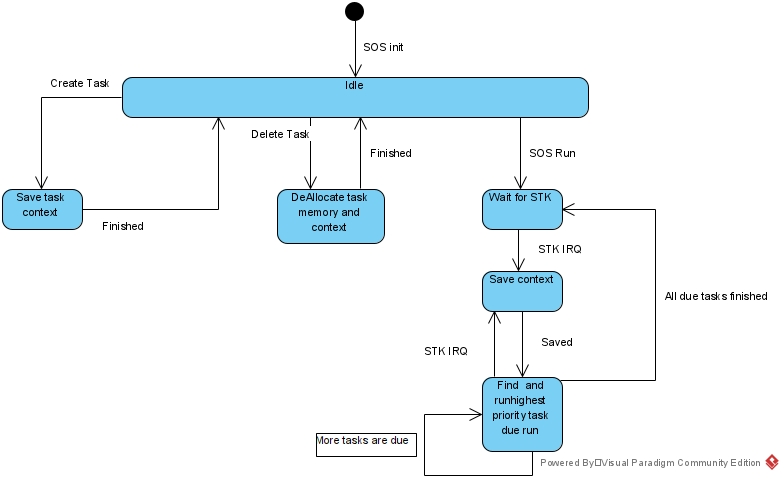 SOS init
Create Task
Idle
Delete Task
Finished
SOS Run
Save task
context
Finished
DeAllocate task
memory and
context
Wait for STK
STK IRQ
Save context
All due tasks finished
STK IRQ
Saved
Find and
runhighest
priority task
due run
More tasks are due
Powered By□Visual Paradigm Community Edition